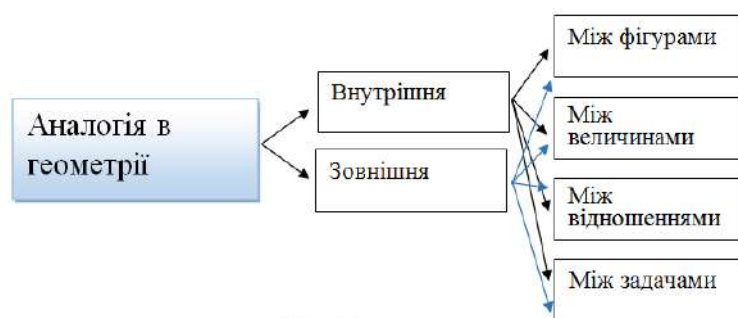 Аналогія в
геометрії
Внутрішня
Зовнішня
Між фігурами
Між
величинами
Між
відношеннями
Між задачами